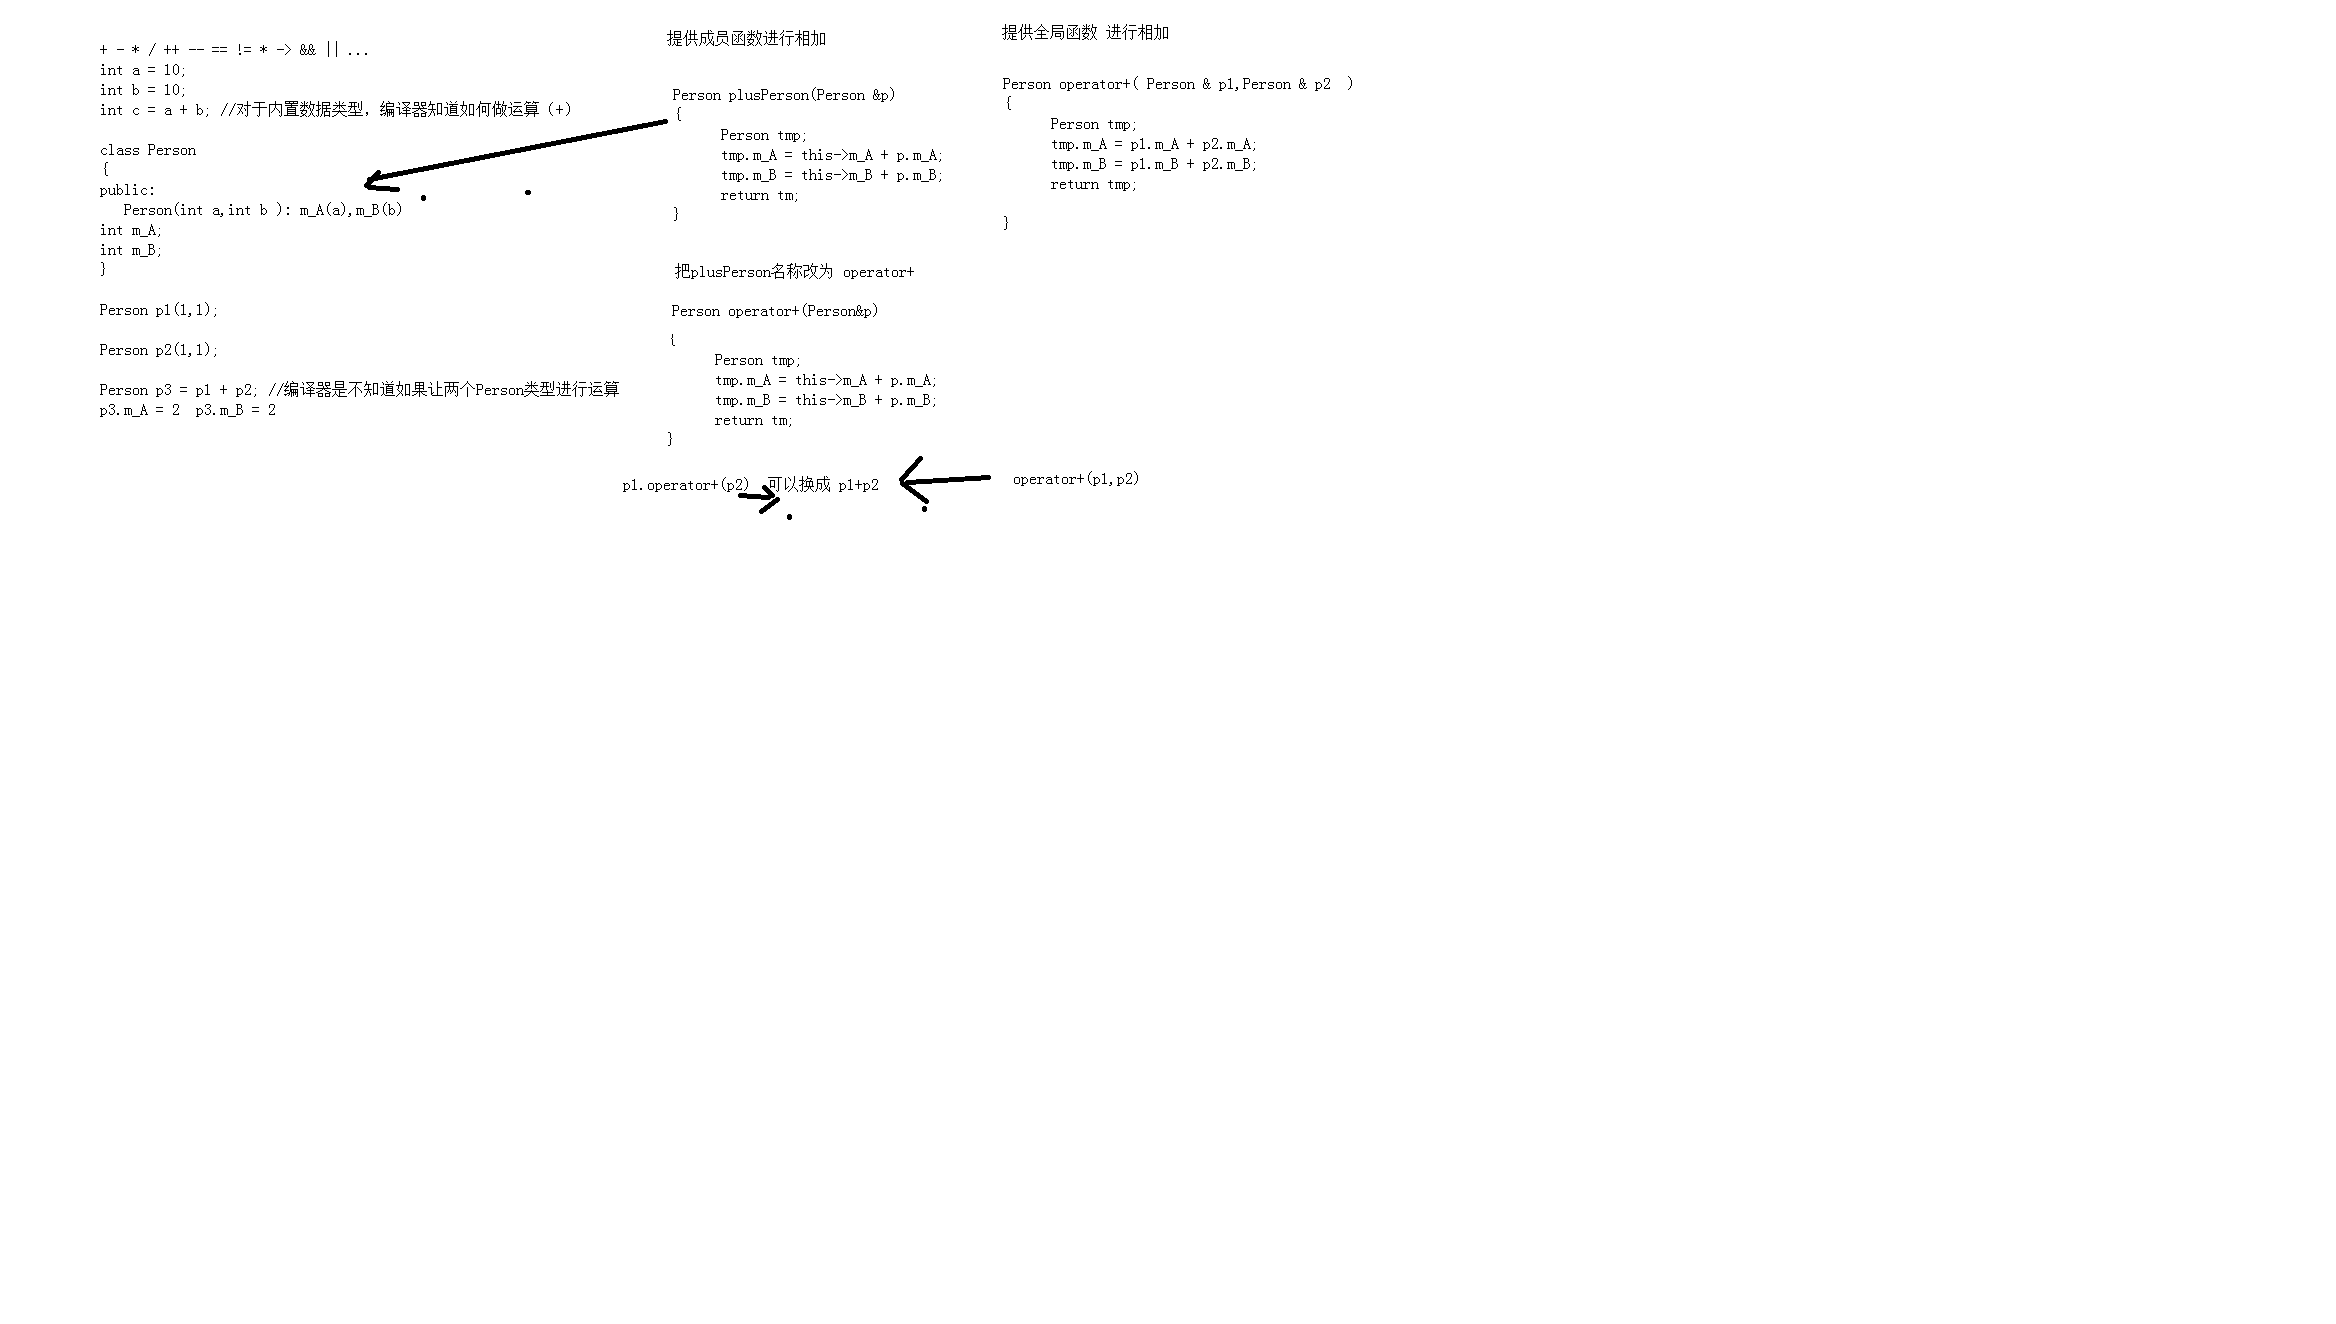 + - * / ++ -- == != * -> && || ...
int a = 10;
int b = 10;
int c = a + b; //对于内置数据类型，编译器知道如何做运算（+）
class Person
{
public:
Person(int a,int b ): m_A(a),m_B(b)
int m_A;
int m_B;
}
Person p1(1,1);
Person p2(1,1);
Person p3 = p1 + p2; //编译器是不知道如果让两个Person类型进行运算
p3.m_A = 2  p3.m_B = 2
提供成员函数进行相加
Person plusPerson(Person &p)
{
Person tmp;
tmp.m_A = this->m_A + p.m_A;
tmp.m_B = this->m_B + p.m_B;
return tm;
}
把plusPerson名称改为 operator+
Person operator+(Person&p)
{
Person tmp;
tmp.m_A = this->m_A + p.m_A;
tmp.m_B = this->m_B + p.m_B;
return tm;
}
p1.operator+(p2)  可以换成 p1+p2
提供全局函数 进行相加
Person operator+( Person & p1,Person & p2  )
{
Person tmp;
tmp.m_A = p1.m_A + p2.m_A;
tmp.m_B = p1.m_B + p2.m_B;
return tmp;
}
operator+(p1,p2)